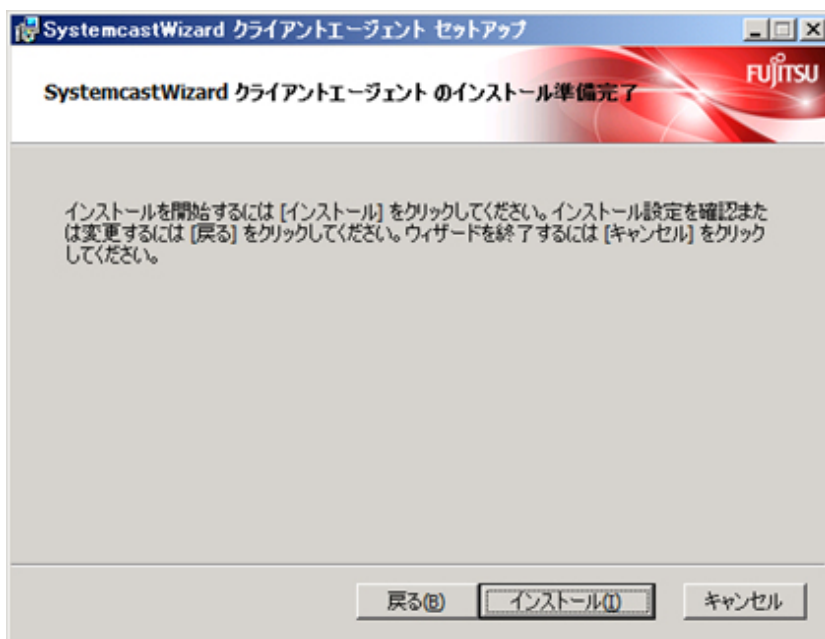 SystemcastWizard クライアントエージェント セットアップ
FUJITSU
SystemcastWizard クライアントエージェント のインストール準備完了
インストールを開始するには [インストール] をクリックしてください。インストール設定を確認また
は変更するには [戻る] をクリックしてください。ウィザードを終了するには [キャンセル] をクリック
してください。
戻る(B)
インストール(I)
キャンセル